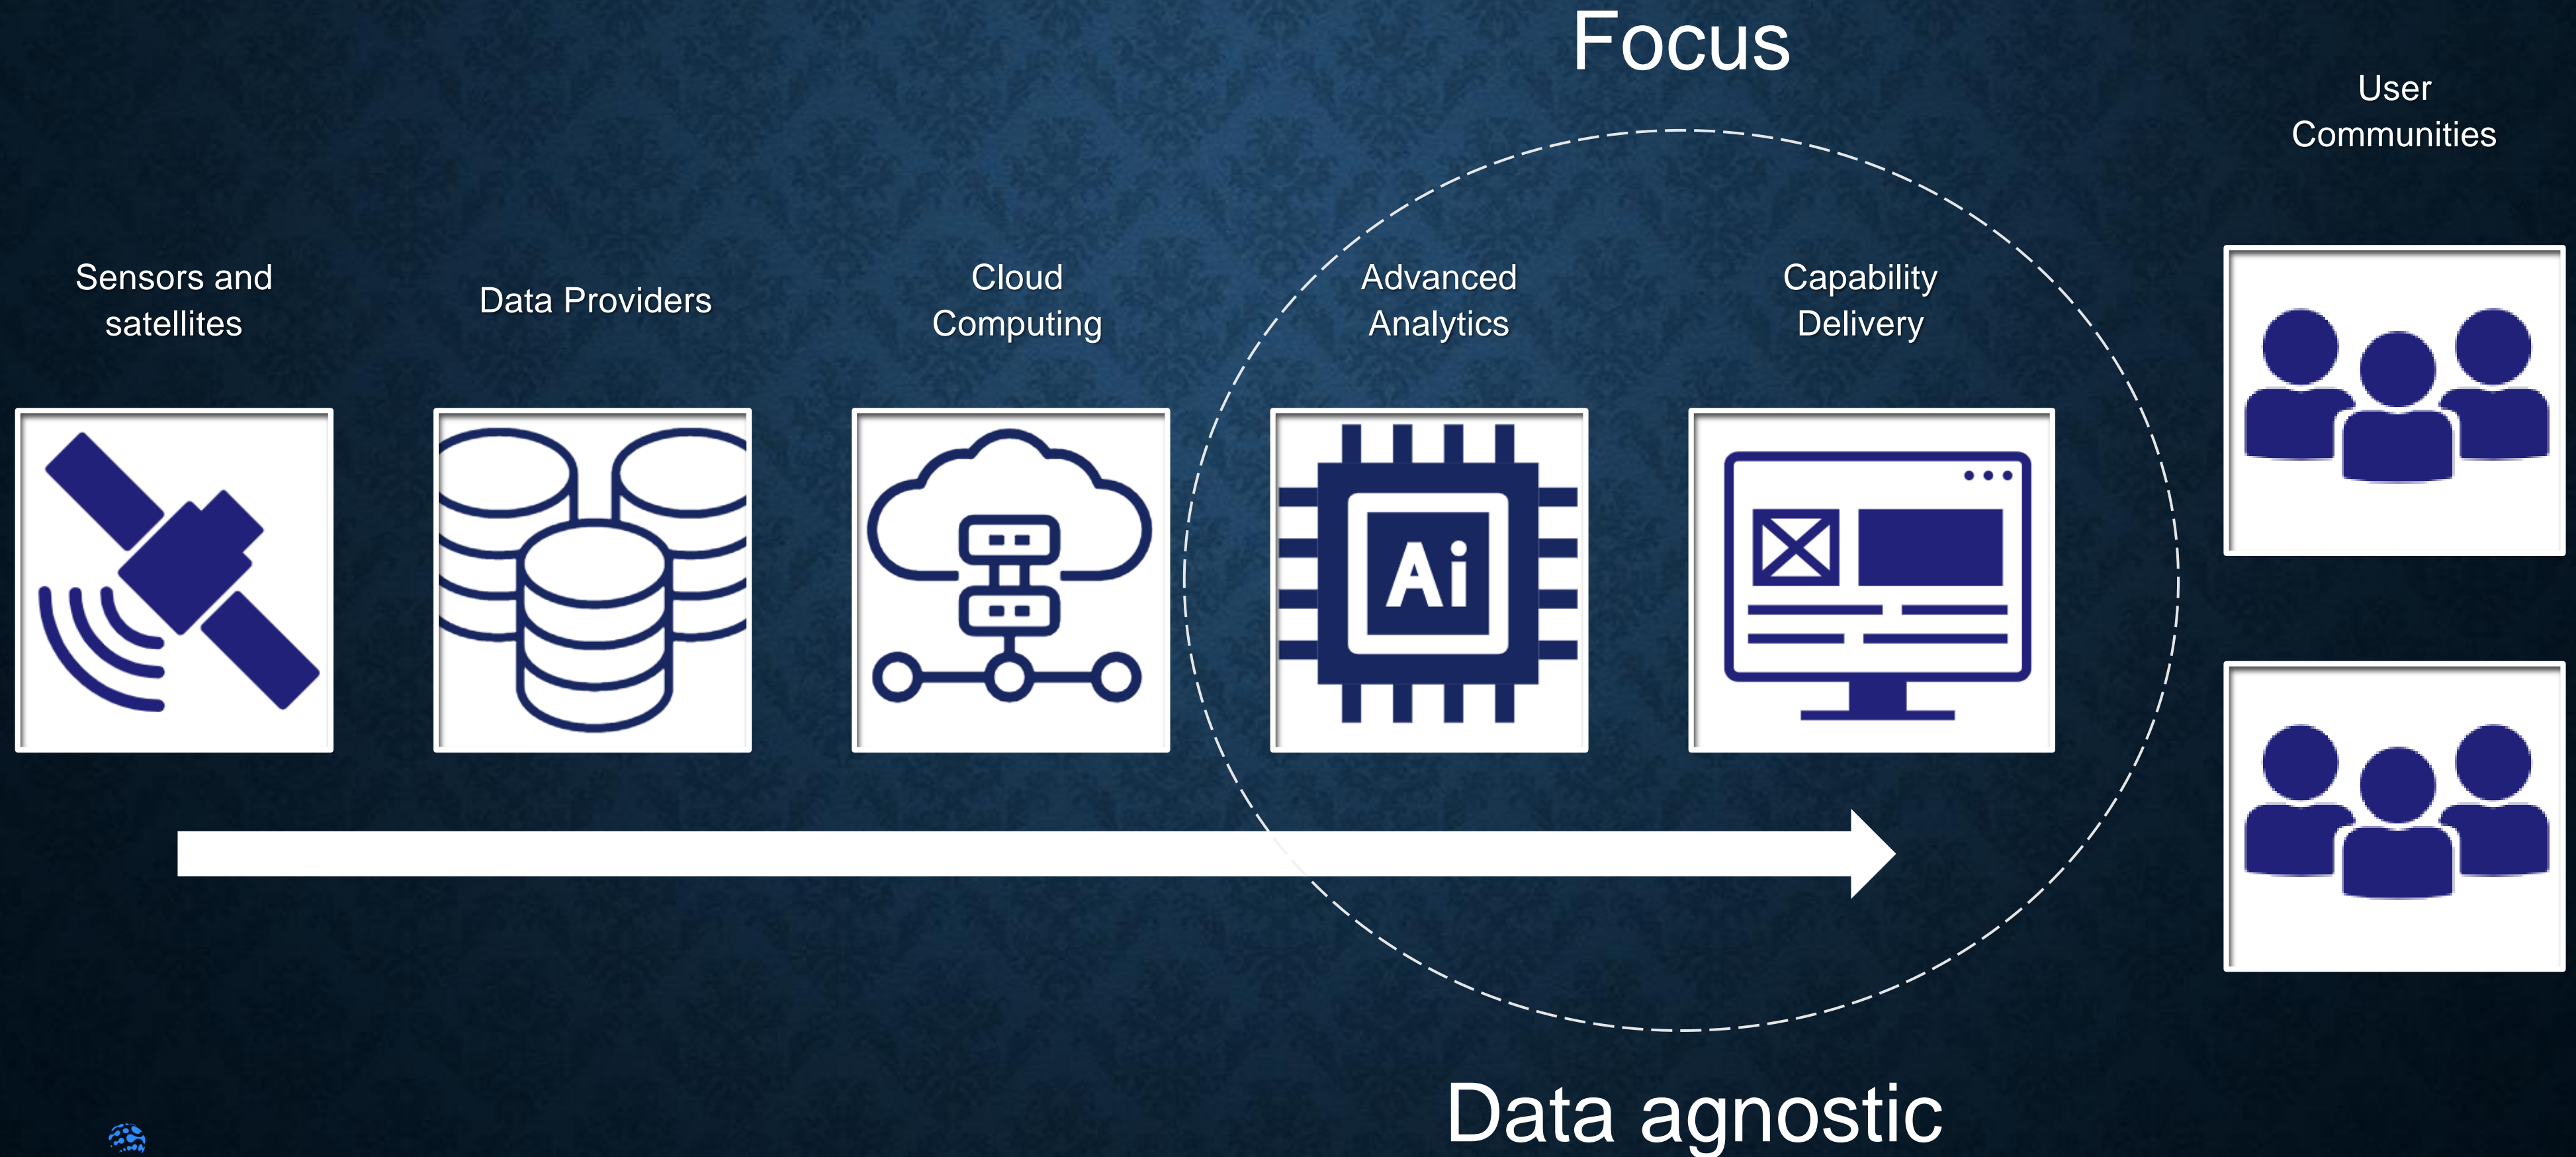 Focus
User
Communities
Sensors and
satellites
Data Providers
Cloud
Computing
Advanced
Analytics
Capability
Delivery
Ai
Data agnostic